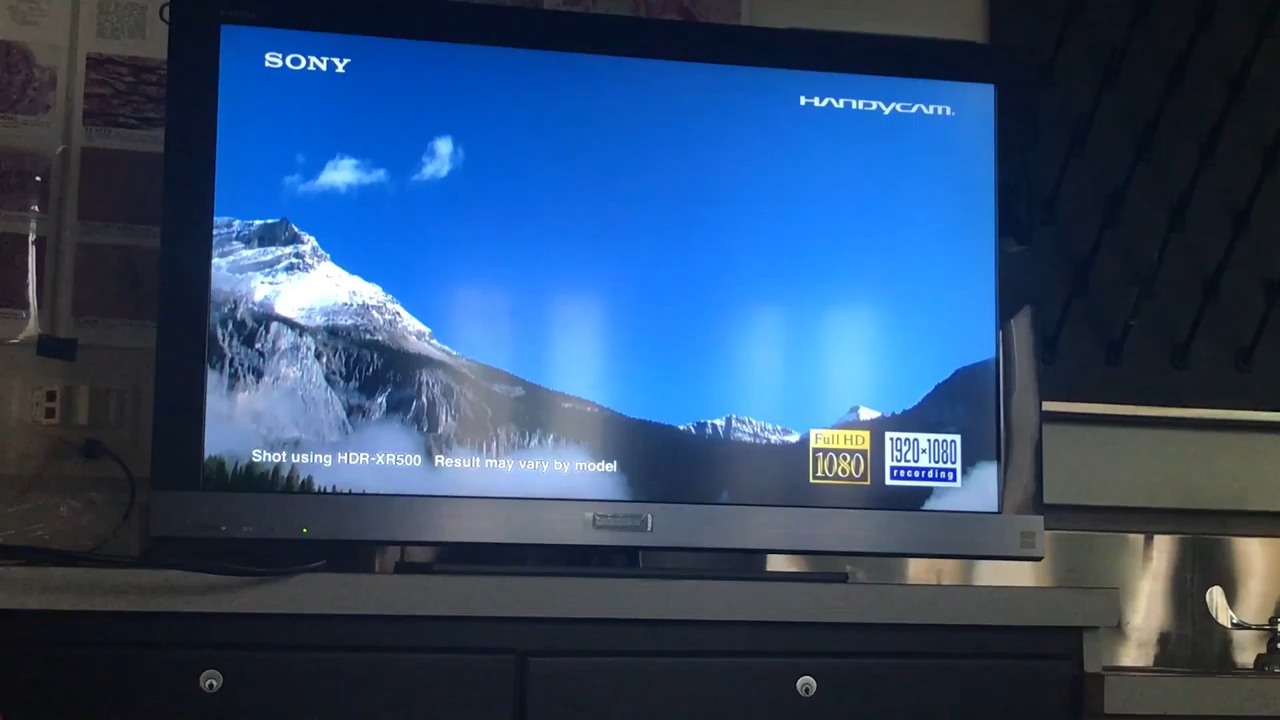 SONY
HANDYCAM.
Shot using HDR-XR500 Result may vary by model
Full HD
1080
1920×1080
recording